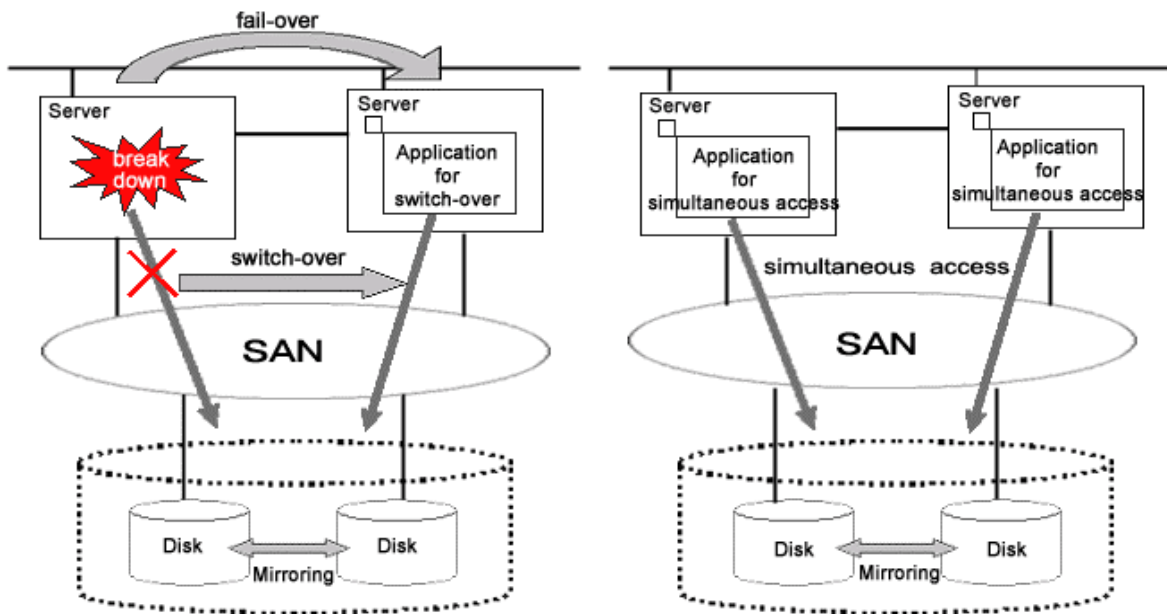 fail-over
Server
break
down
Server
Application
for
switch-over
switch-over
SAN
Disk
Disk
Mirroring
Server
Application
for
simultaneous access
Server
Application
for
simultaneous access
simultaneous access
SAN
Disk
Disk
Mirroring